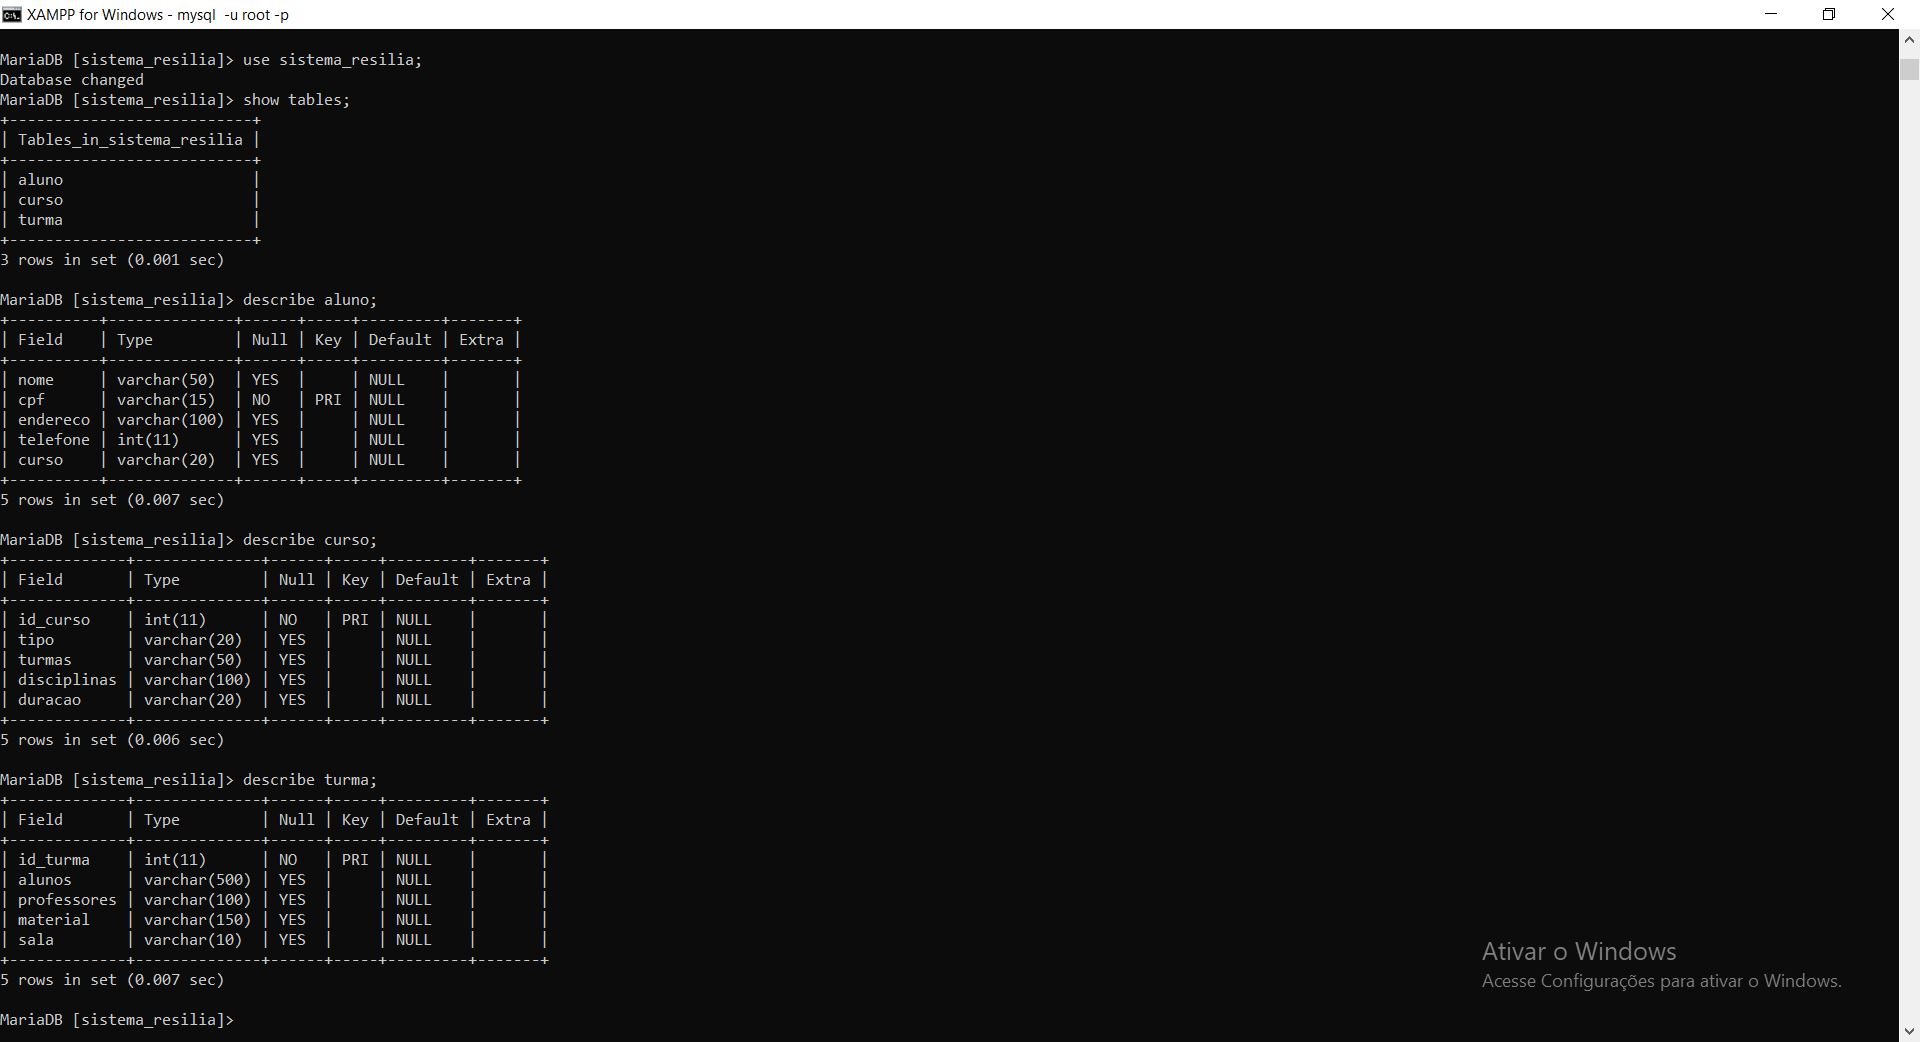 XAMPP for Windows - mysql  -u root -p
MariaDB [sistema_resilia]> use sistema_resilia;
Database changed
MariaDB [sistema_resilia]> show tables;
+---------------------------+
| Tables_in_sistema_resilia |
+---------------------------+
| aluno                     |
| curso                     |
| turma                     |
+---------------------------+
3 rows in set (0.001 sec)
MariaDB [sistema_resilia]> describe aluno;
+----------+--------------+------+-----+---------+-------+
| Field    | Type         | Null | Key | Default | Extra |
+----------+--------------+------+-----+---------+-------+
| nome     | varchar(50)  | YES  |     | NULL    |       |
| cpf      | varchar(15)  | NO   | PRI | NULL    |       |
| endereco | varchar(100) | YES  |     | NULL    |       |
| telefone | int(11)      | YES  |     | NULL    |       |
| curso    | varchar(20)  | YES  |     | NULL    |       |
+----------+--------------+------+-----+---------+-------+
5 rows in set (0.007 sec)
MariaDB [sistema_resilia]> describe curso;
+-------------+--------------+------+-----+---------+-------+
| Field       | Type         | Null | Key | Default | Extra |
+-------------+--------------+------+-----+---------+-------+
| id_curso    | int(11)      | NO   | PRI | NULL    |       |
| tipo        | varchar(20)  | YES  |     | NULL    |       |
| turmas      | varchar(50)  | YES  |     | NULL    |       |
| disciplinas | varchar(100) | YES  |     | NULL    |       |
| duracao     | varchar(20)  | YES  |     | NULL    |       |
+-------------+--------------+------+-----+---------+-------+
5 rows in set (0.006 sec)
MariaDB [sistema_resilia]> describe turma;
+-------------+--------------+------+-----+---------+-------+
| Field       | Type         | Null | Key | Default | Extra |
+-------------+--------------+------+-----+---------+-------+
| id_turma    | int(11)      | NO   | PRI | NULL    |       |
| alunos      | varchar(500) | YES  |     | NULL    |       |
| professores | varchar(100) | YES  |     | NULL    |       |
| material    | varchar(150) | YES  |     | NULL    |       |
| sala        | varchar(10)  | YES  |     | NULL    |       |
+-------------+--------------+------+-----+---------+-------+
5 rows in set (0.007 sec)
MariaDB [sistema_resilia]>
Ativar o Windows
Acesse Configurações para ativar o Windows.